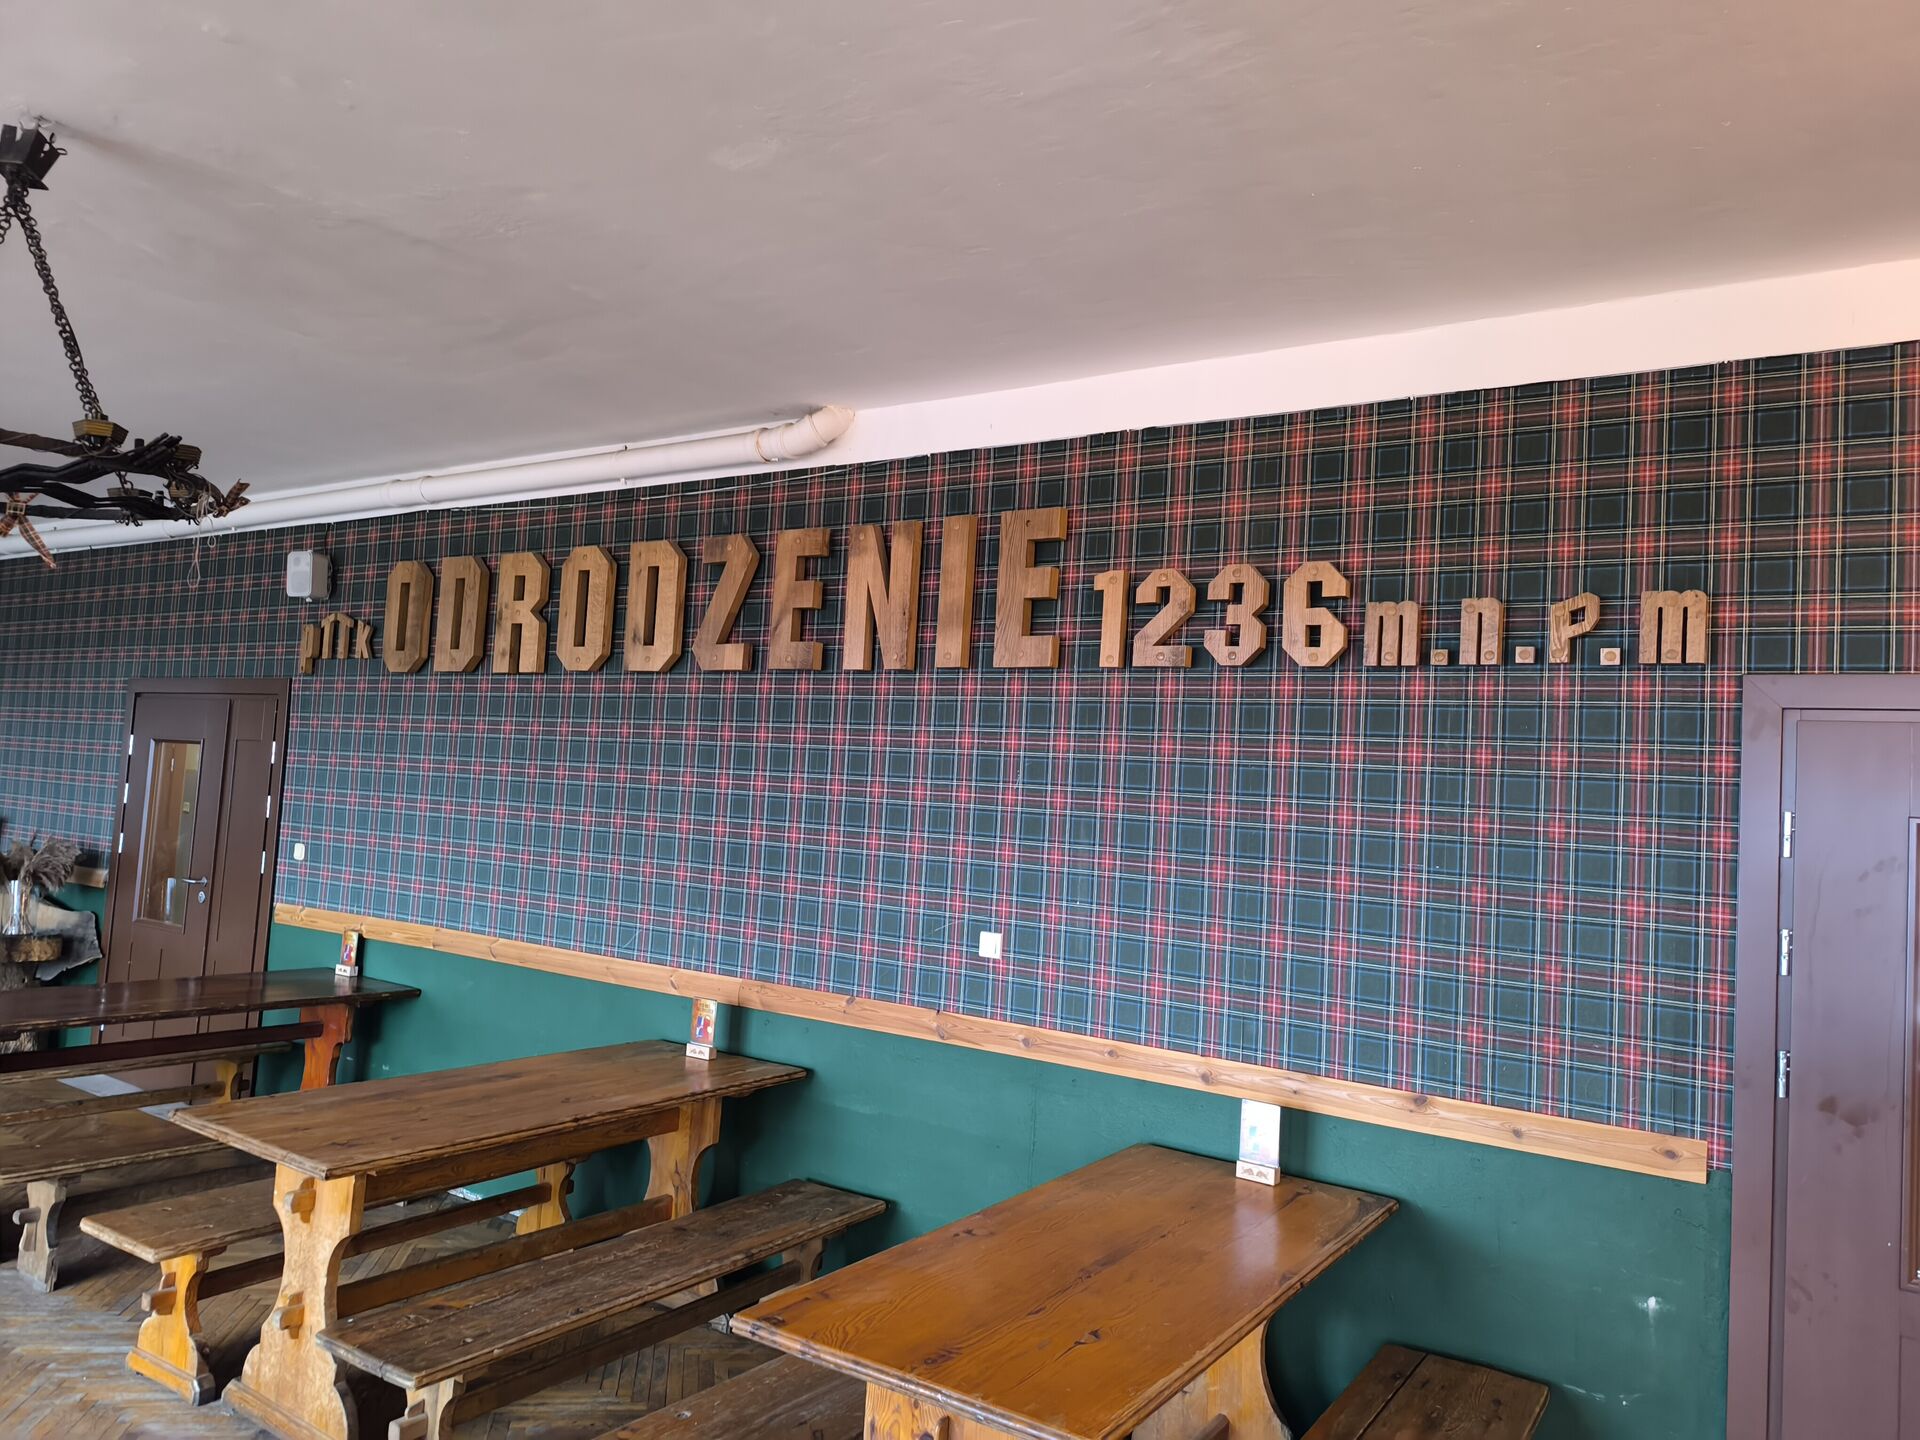 pttk ODRODZENIE 1236 m.n.p.m